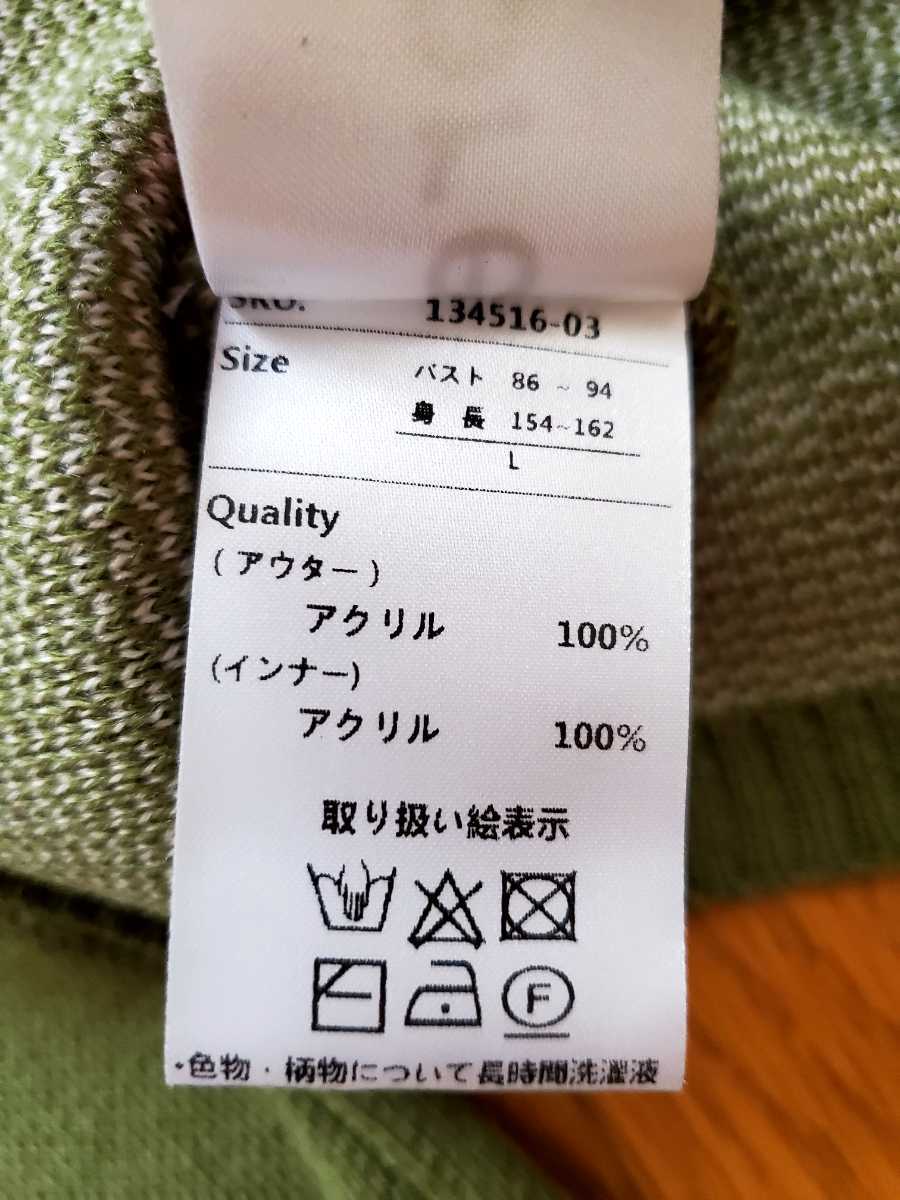 SKU: 134516-03
Size バスト 86 ~ 94
身 長 154~162
L
Quality
(アウター)
アクリル 100%
(インナー)
アクリル 100%
取り扱い絵表示
F
・色物・柄物について長時間洗濯液